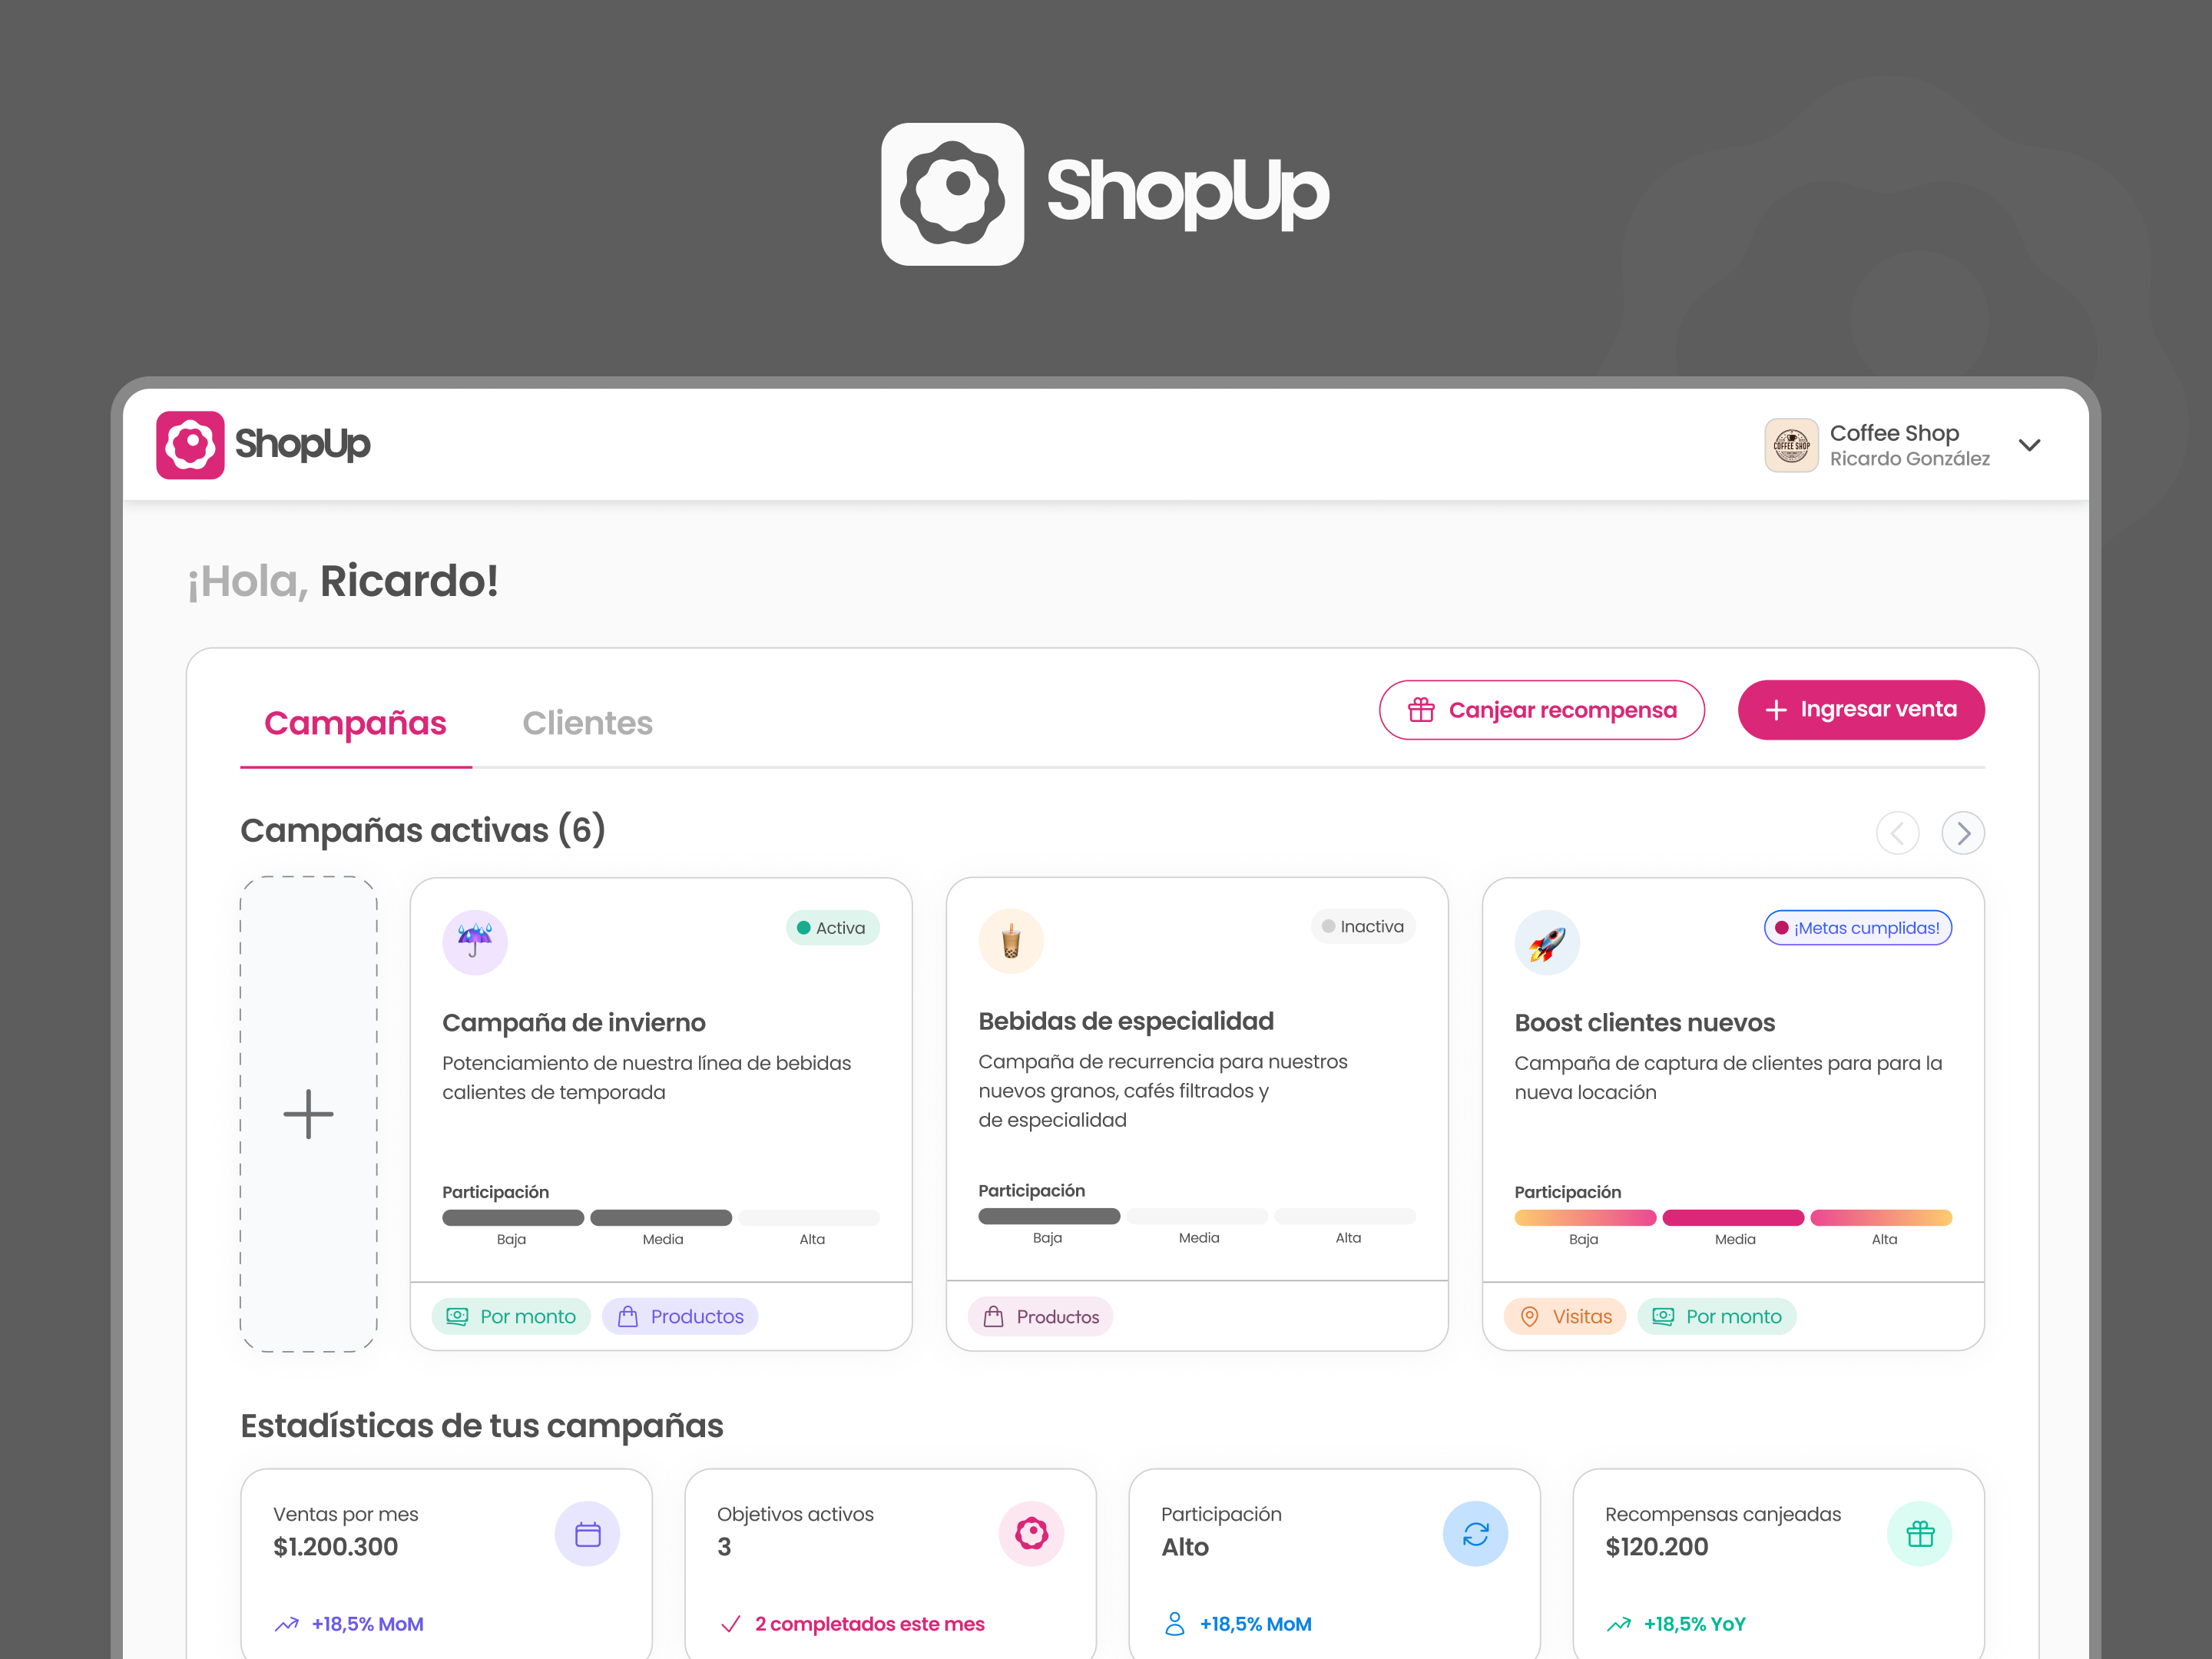 ShopUp
ShopUp
COFFEE SHOP
Coffee Shop
Ricardo González
¡Hola, Ricardo!
Campañas
Clientes
Canjear recompensa
Ingresar venta
Campañas activas (6)
Activa
Campaña de invierno
Potenciamiento de nuestra línea de bebidas
calientes de temporada
Participación
Baja
Media
Alta
Por monto
Productos
Inactiva
Bebidas de especialidad
Campaña de recurrencia para nuestros
nuevos granos, cafés filtrados y
de especialidad
Participación
Baja
Media
Alta
Productos
¡Metas cumplidas!
Boost clientes nuevos
Campaña de captura de clientes para para la
nueva locación
Participación
Baja
Media
Alta
Visitas
Por monto
Estadísticas de tus campañas
Ventas por mes
$1.200.300
+18,5% MoM
Objetivos activos
3
2 completados este mes
Participación
Alto
+18,5% MoM
Recompensas canjeadas
$120.200
+18,5% YoY